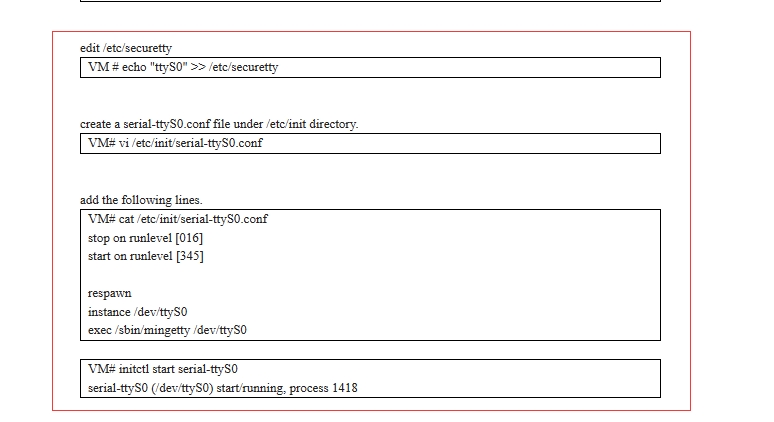 edit /etc/securetty
VM # echo "ttyS0" >> /etc/securetty
create a serial-ttyS0.conf file under /etc/init directory.
VM# vi /etc/init/serial-ttyS0.conf
add the following lines.
VM# cat /etc/init/serial-ttyS0.conf
stop on runlevel [016]
start on runlevel [345]
respawn
instance /dev/ttyS0
exec /sbin/mingetty /dev/ttyS0
VM# initctl start serial-ttyS0
serial-ttyS0 (/dev/ttyS0) start/running, process 1418